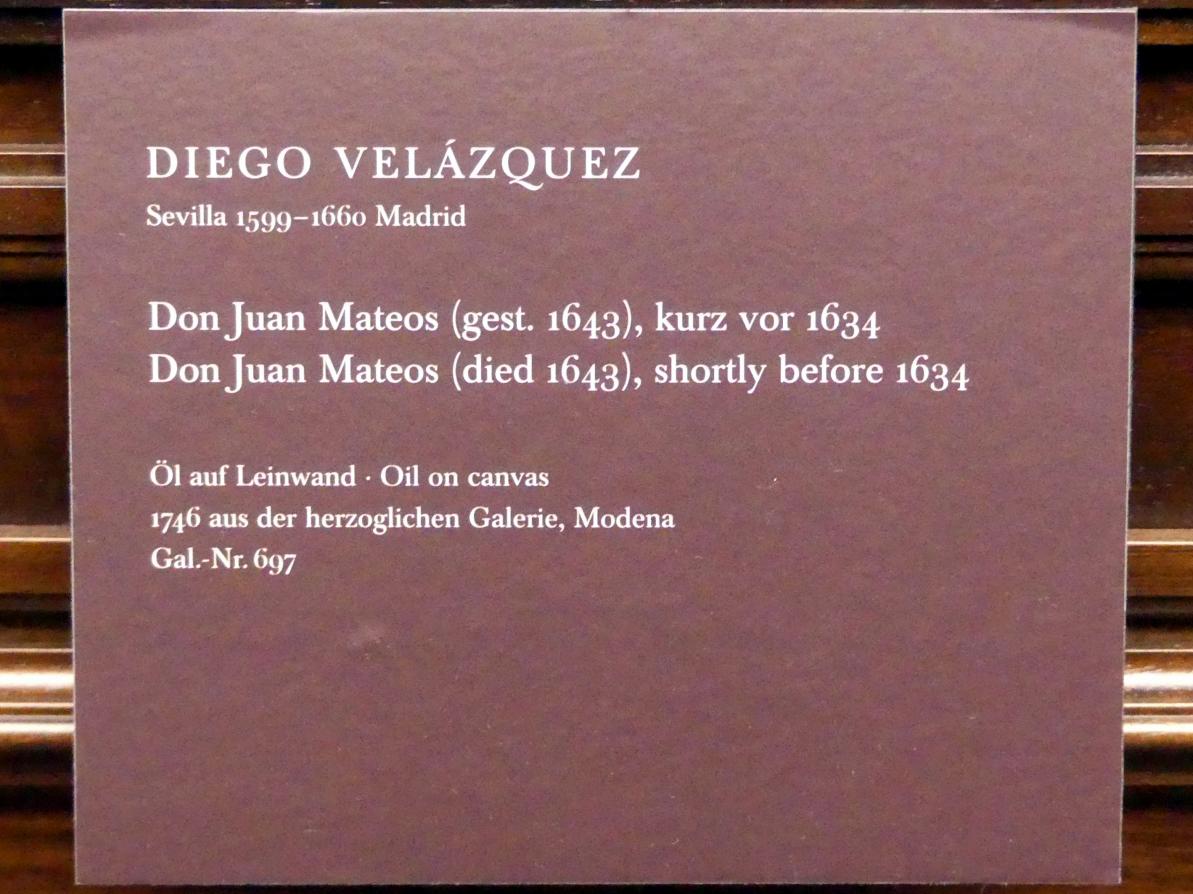 DIEGO VELÁZQUEZ
Sevilla 1599–1660 Madrid
Don Juan Mateos (gest. 1643), kurz vor 1634
Don Juan Mateos (died 1643), shortly before 1634
Öl auf Leinwand · Oil on canvas
1746 aus der herzoglichen Galerie, Modena
Gal.-Nr. 697